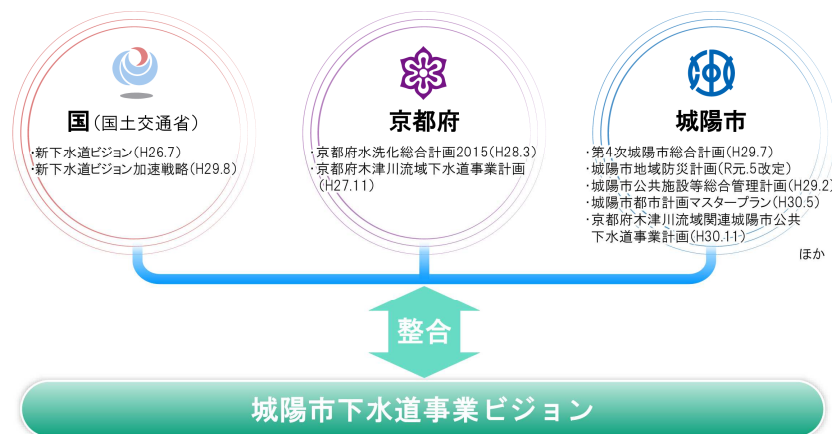 国(国土交通省)
・新下水道ビジョン(H26.7)
・新下水道ビジョン加速戦略(H29.8)
京都府
・京都府水洗化総合計画2015(H28.3)
・京都府木津川流域下水道事業計画
(H27.11)
城陽市
・第4次城陽市総合計画(H29.7)
・城陽市地域防災計画(R元.5改定)
・城陽市公共施設等総合管理計画(H29.2)
・城陽市都市計画マスタープラン(H30.5)
・京都府木津川流域関連城陽市公共
下水道事業計画(H30.11)
ほか
整合
城陽市下水道事業ビジョン